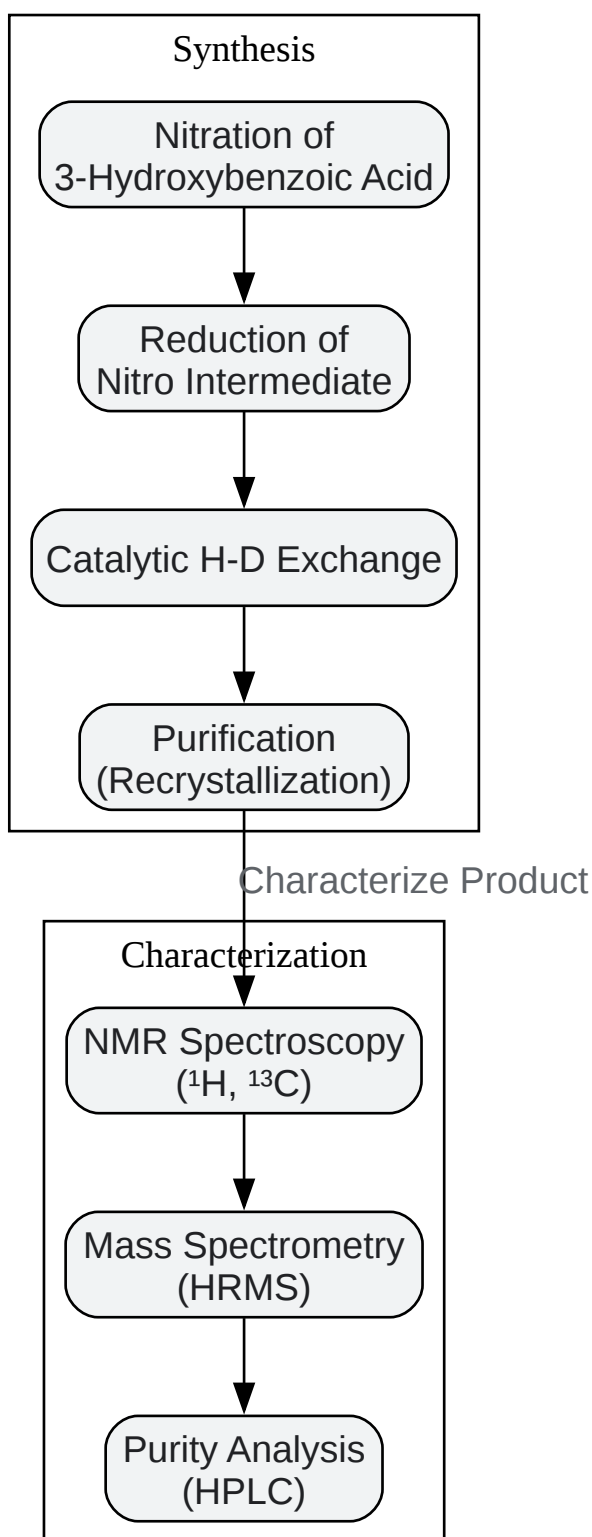 Synthesis
Nitration of
3-Hydroxybenzoic Acid
Reduction of
Nitro Intermediate
Catalytic H-D Exchange
Purification
(Recrystallization)
Characterize Product
Characterization
NMR Spectroscopy
(¹H, ¹³C)
Mass Spectrometry
(HRMS)
Purity Analysis
(HPLC)